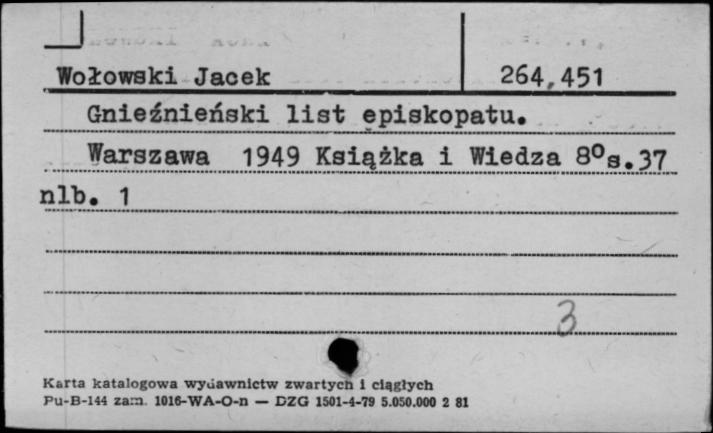 Wołowski Jacek 264,451
Gnieźnieński list episkopatu.
Warszawa 1949 Książka i Wiedza 8⁰s.37
nlb. 1
3
Karta katalogowa wydawnictw zwartych i ciągłych
Pu-B-144 zam. 1016-WA-O-n — DZG 1501-4-79 5.050.000 2 81